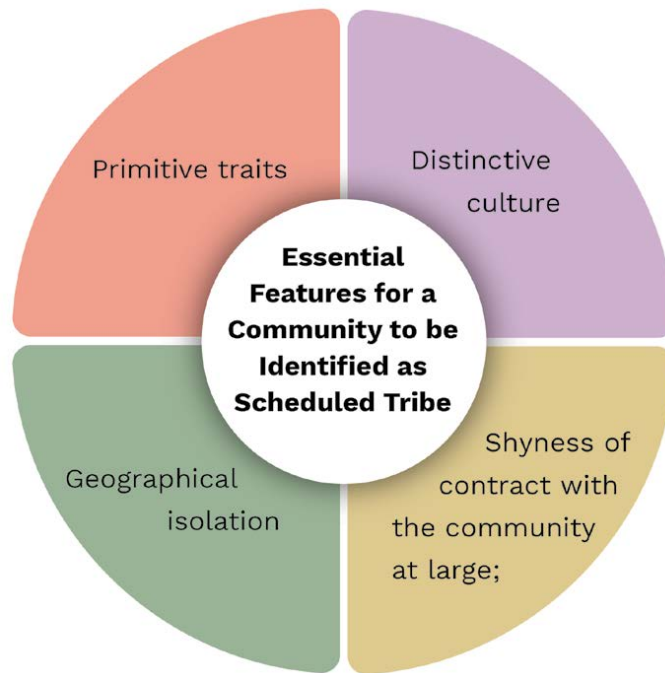 Primitive traits
Distinctive
culture
Essential
Features for a
Community to be
Identified as
Scheduled Tribe
Geographical
isolation
Shyness of
contract with
the community
at large;